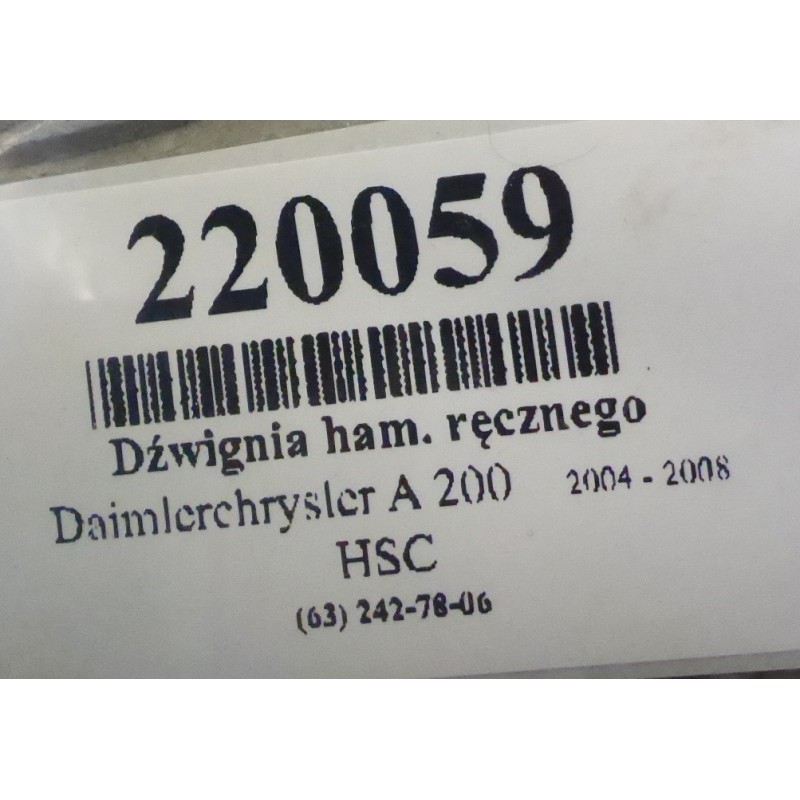 220059
Dźwignia ham. ręcznego
Daimlerchrysler A 200 2004 - 2008
HSC
(63) 242-78-06